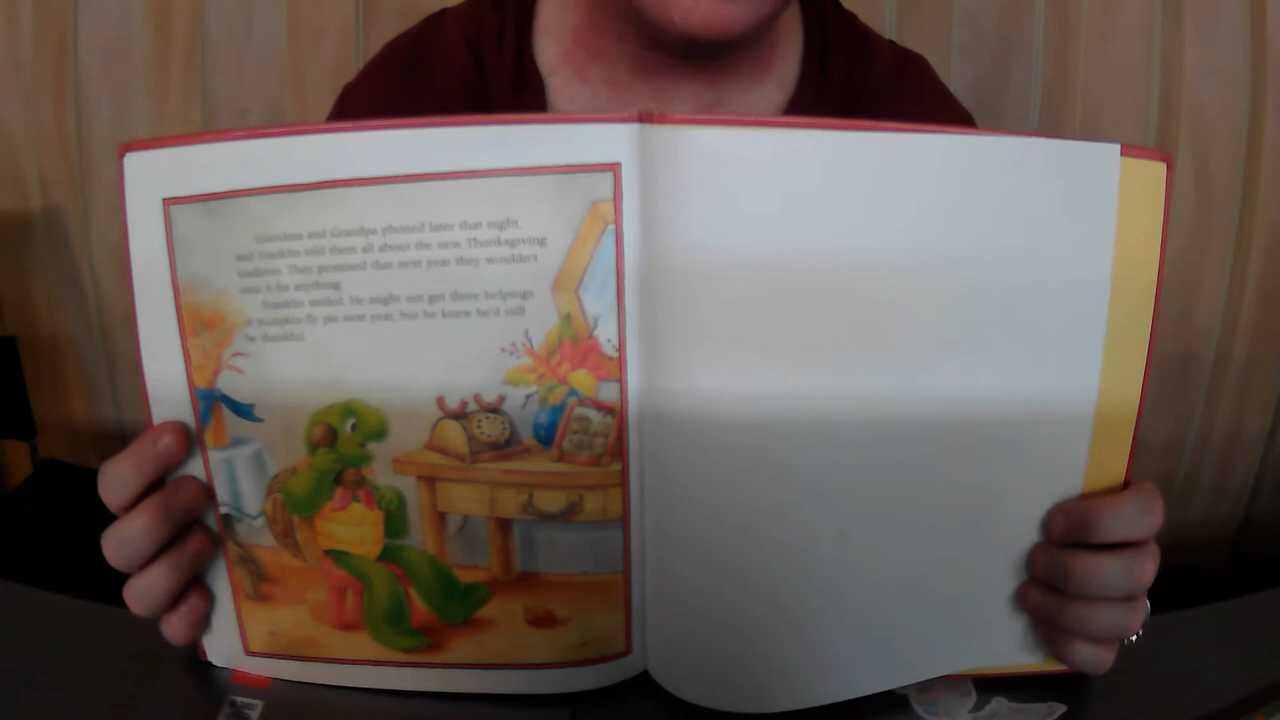 Grandma and Grandpa phoned later that night,
and Franklin told them all about the new Thanksgiving
tradition. They promised that next year they wouldn't
miss it for anything.
Franklin smiled. He might not get three helpings
of pumpkin-fly pie next year, but he knew he'd still
be thankful.